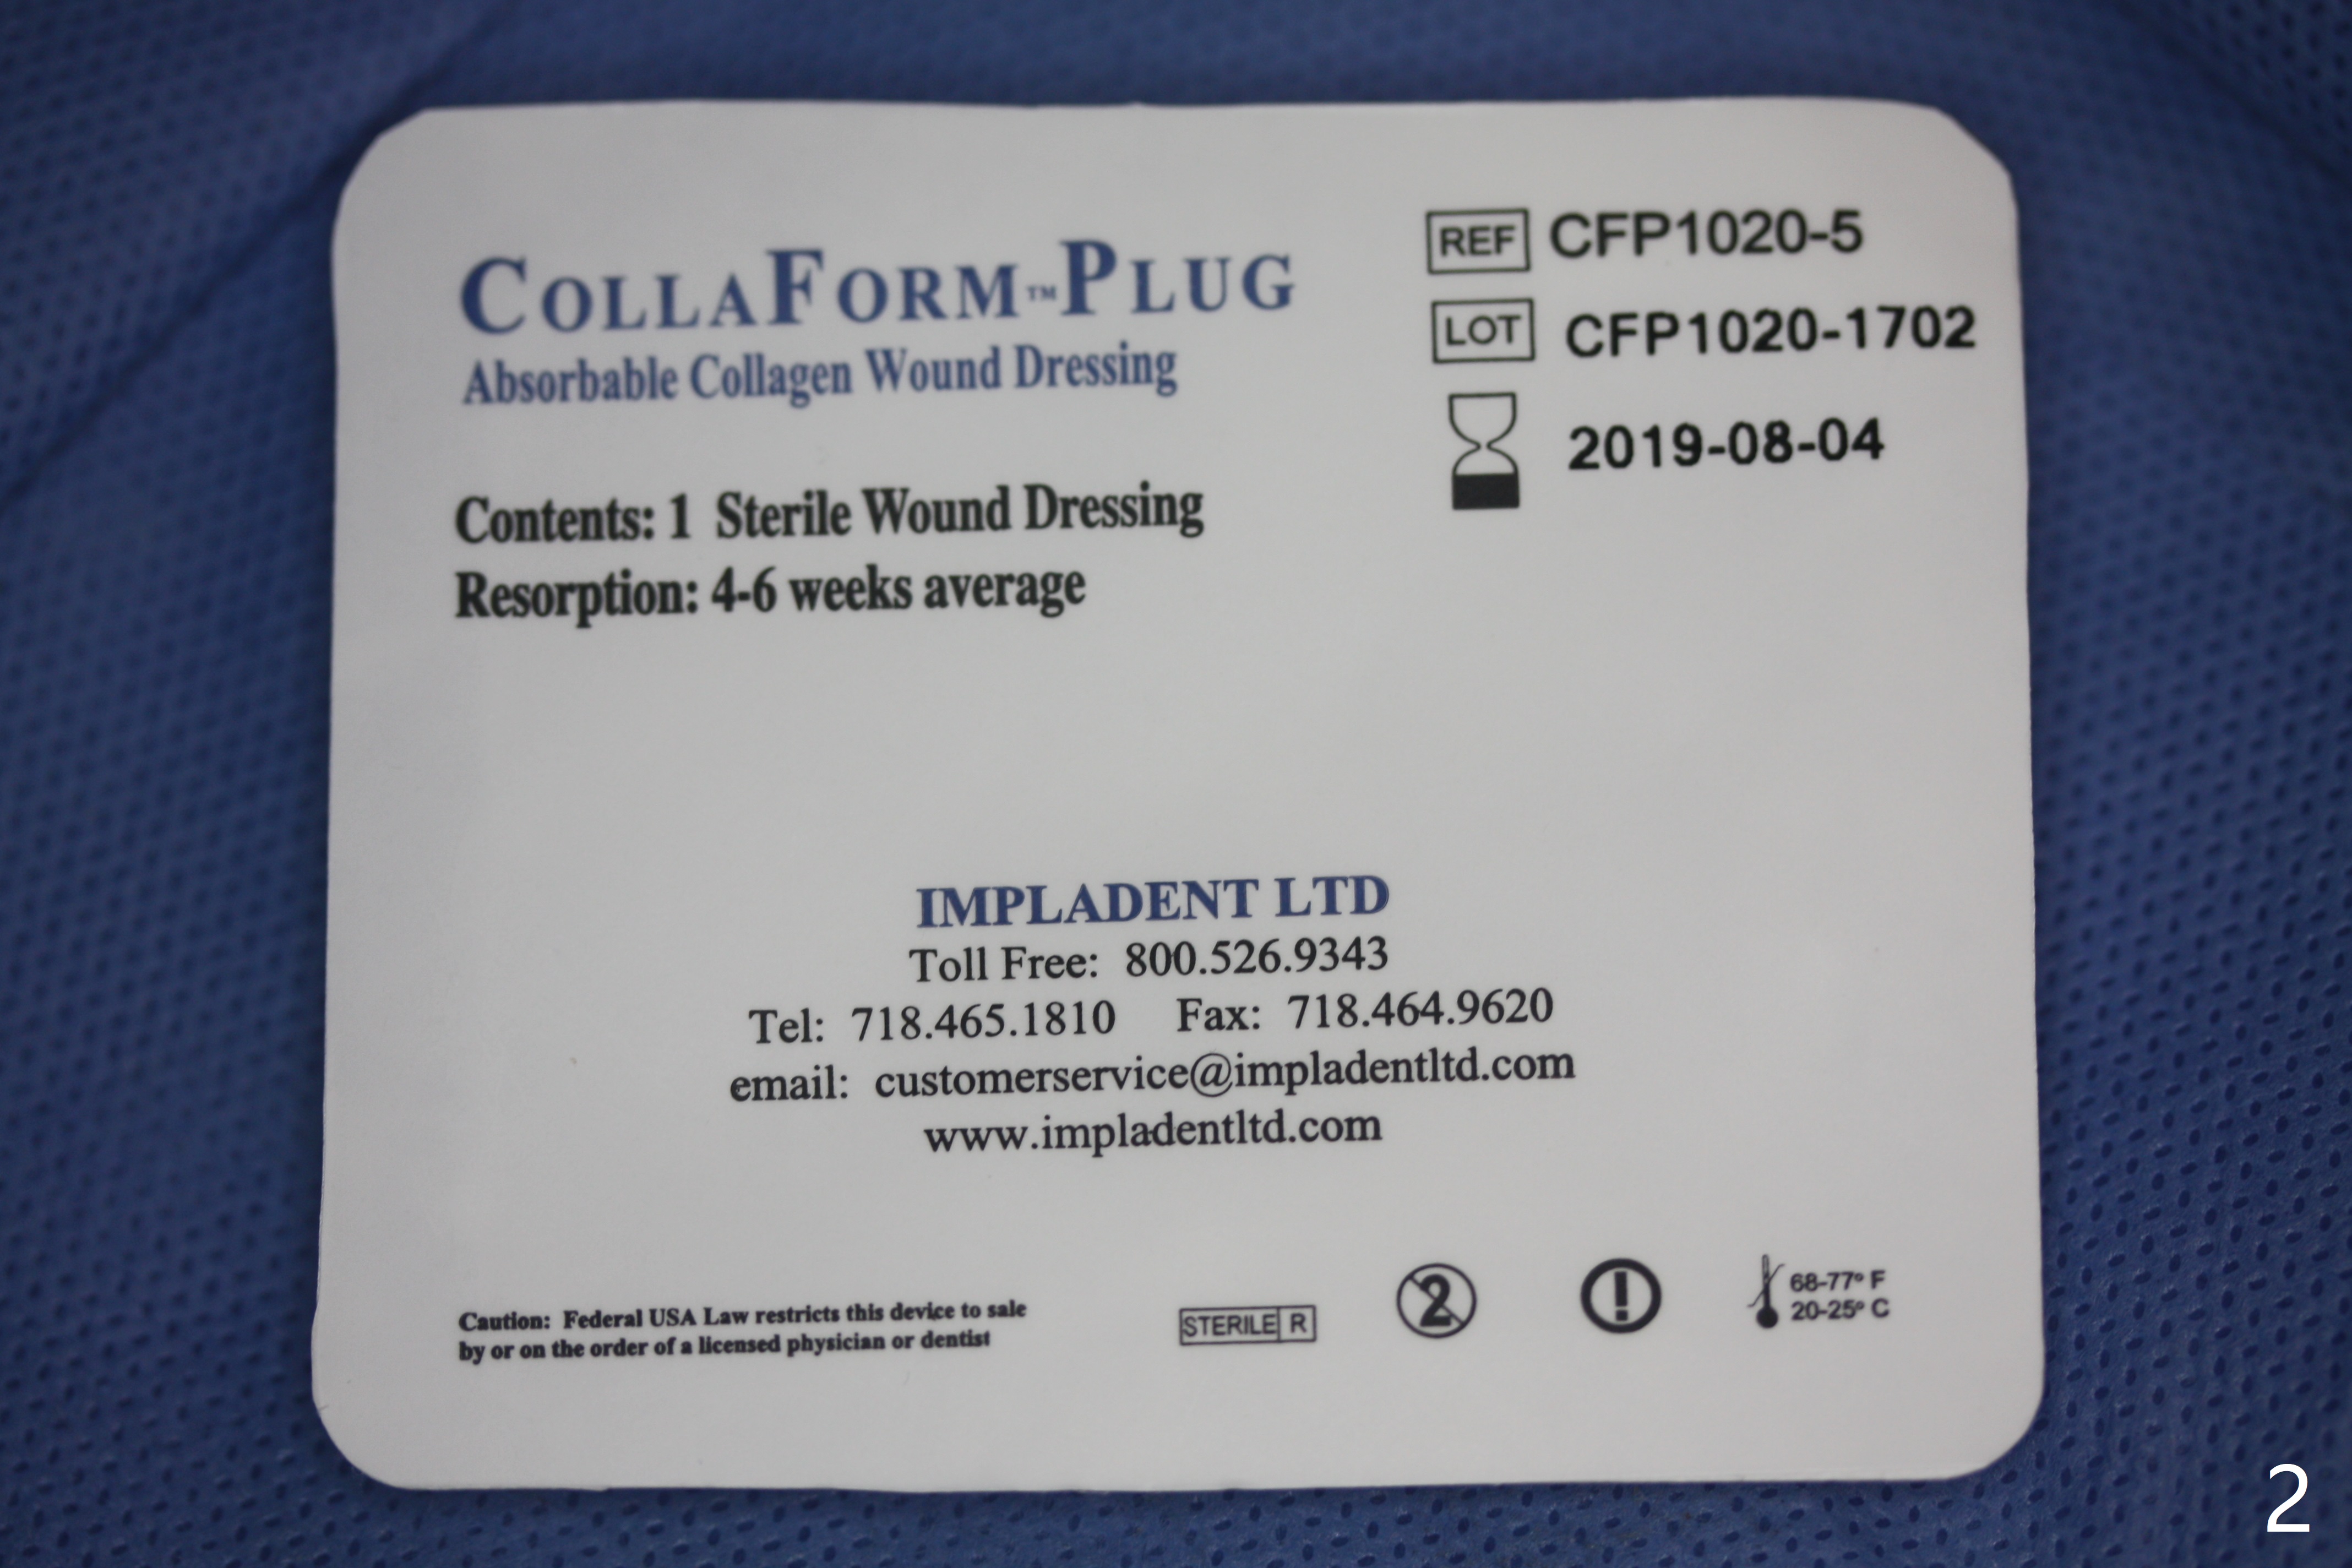 COLLAFORM™PLUG
Absorbable Collagen Wound Dressing
REF CFP1020-5
LOT CFP1020-1702
2019-08-04
Contents: 1 Sterile Wound Dressing
Resorption: 4-6 weeks average
IMPLADENT LTD
Toll Free: 800.526.9343
Tel: 718.465.1810 Fax: 718.464.9620
email: customerservice@impladentltd.com
www.impladentltd.com
Caution: Federal USA Law restricts this device to sale
by or on the order of a licensed physician or dentist
STERILE R
2
!
68-77º F
20-25º C
2